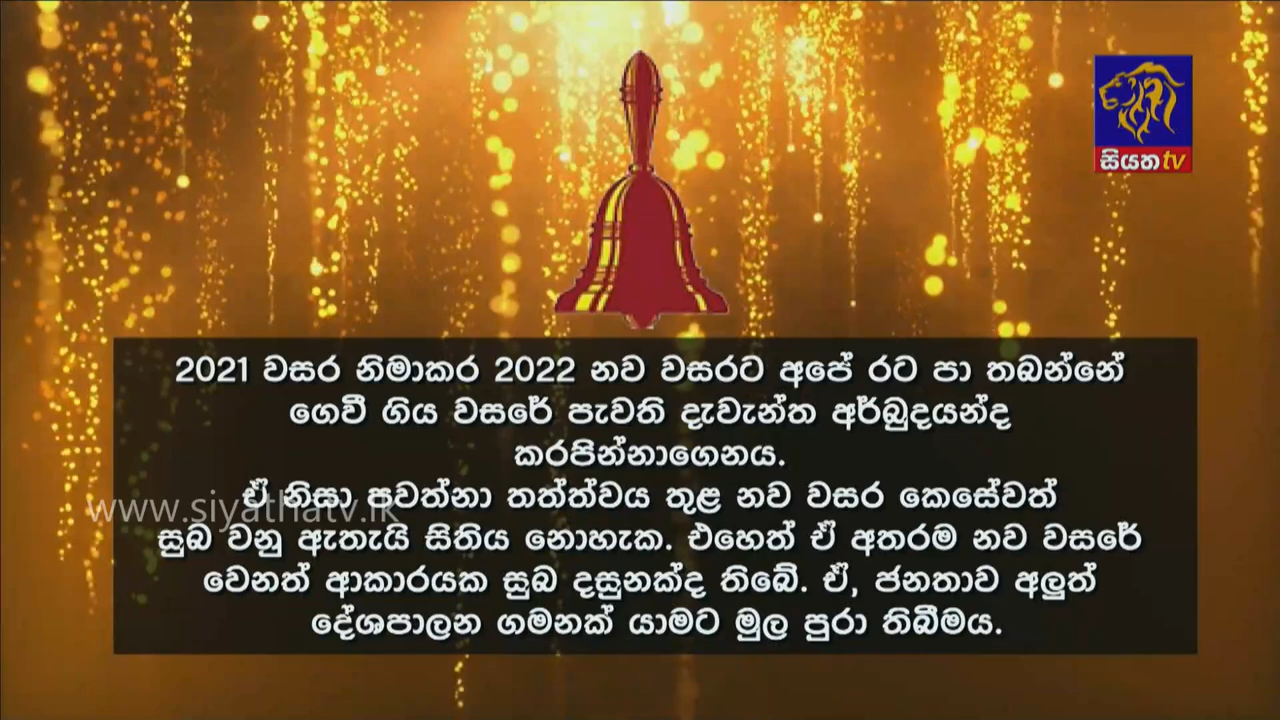 සියත tv
2021 වසර නිමාකර 2022 නව වසරට අපේ රට පා තබන්නේ
ගෙවී ගිය වසරේ පැවති දැවැන්ත අර්බුදයන්ද
කරපින්නාගෙනය.
ඒ නිසා පවත්නා තත්ත්වය තුළ නව වසර කෙසේවත්
www.siyathatv.lk
සුබ වනු ඇතැයි සිතිය නොහැක. එහෙත් ඒ අතරම නව වසරේ
වෙනත් ආකාරයක සුබ දසුනක්ද තිබේ. ඒ, ජනතාව අලුත්
දේශපාලන ගමනක් යාමට මුල පුරා තිබීමය.